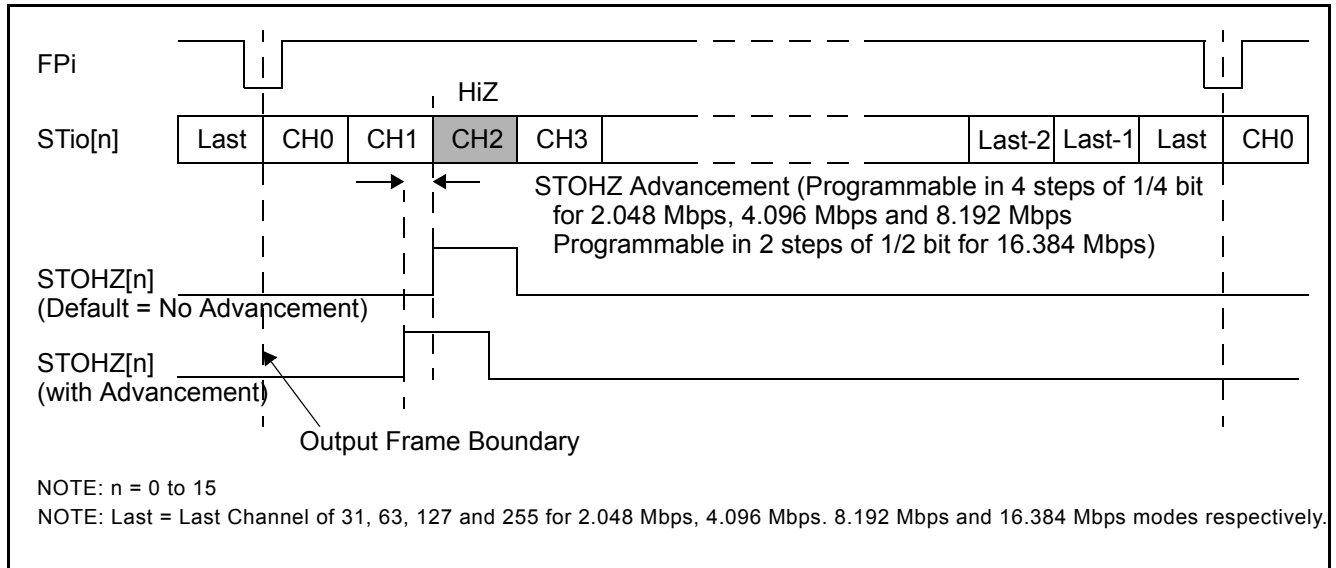 FPi
HiZ
STio[n] Last CH0 CH1 CH2 CH3 Last-2 Last-1 Last CH0
STOHZ Advancement (Programmable in 4 steps of 1/4 bit
for 2.048 Mbps, 4.096 Mbps and 8.192 Mbps
Programmable in 2 steps of 1/2 bit for 16.384 Mbps)
STOHZ[n]
(Default = No Advancement)
STOHZ[n]
(with Advancement)
Output Frame Boundary
NOTE: n = 0 to 15
NOTE: Last = Last Channel of 31, 63, 127 and 255 for 2.048 Mbps, 4.096 Mbps. 8.192 Mbps and 16.384 Mbps modes respectively.